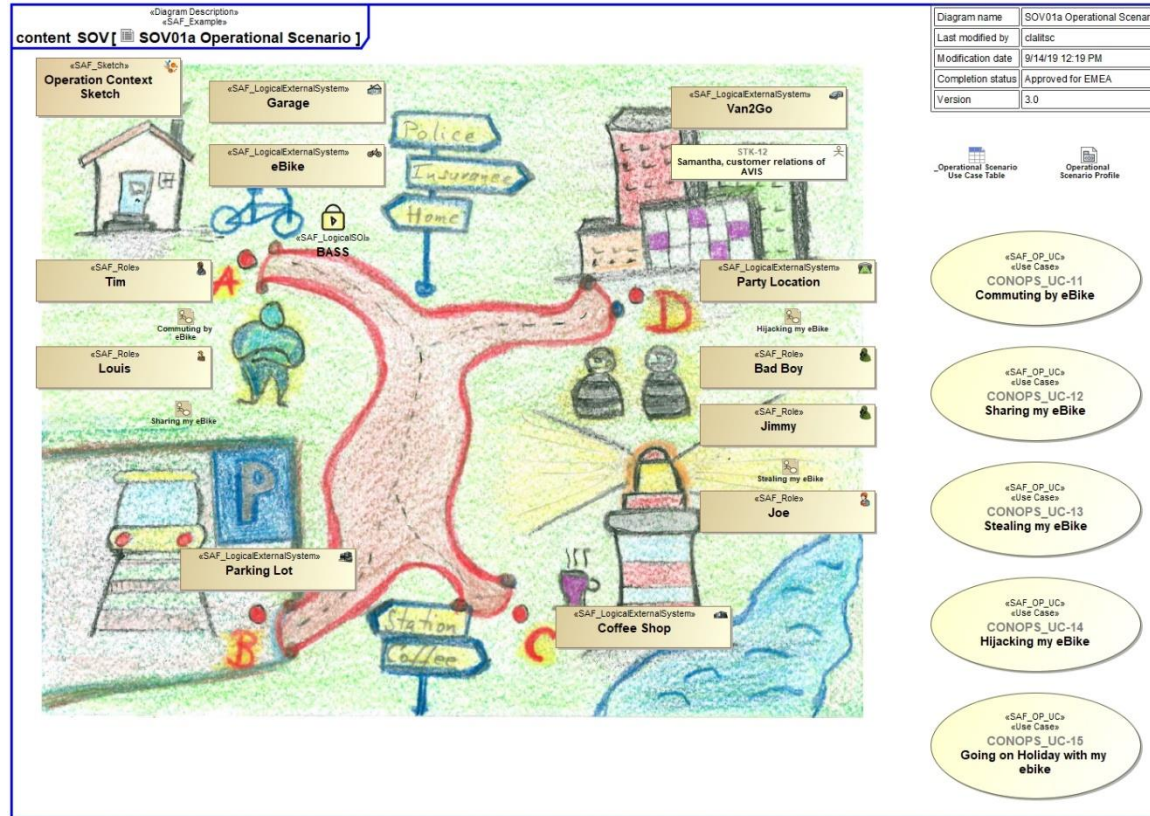 «Diagram Description»
«SAF_Example»
content SOV [ SOV01a Operational Scenario ]
Diagram name SOV01a Operational Scenar
Last modified by clalitsc
Modification date 9/14/19 12:19 PM
Completion status Approved for EMEA
Version 3.0
_Operational Scenario
Use Case Table
Operational
Scenario Profile
«SAF_Sketch»
Operation Context
Sketch
«SAF_LogicalExternalSystem»
Garage
«SAF_LogicalExternalSystem»
eBike
Police
Insurance
Home
«SAF_LogicalExternalSystem»
Van2Go
STK-12
Samantha, customer relations of
AVIS
«SAF_LogicalSOI»
BASS
A
«SAF_Role»
Tim
Commuting by
eBike
«SAF_Role»
Louis
Sharing my eBike
«SAF_LogicalExternalSystem»
Party Location
D
Hijacking my eBike
«SAF_Role»
Bad Boy
«SAF_Role»
Jimmy
Stealing my eBike
«SAF_Role»
Joe
P
«SAF_LogicalExternalSystem»
Parking Lot
B
Station
Coffee
C
«SAF_LogicalExternalSystem»
Coffee Shop
«SAF_OP_UC»
«Use Case»
CONOPS_UC-11
Commuting by eBike
«SAF_OP_UC»
«Use Case»
CONOPS_UC-12
Sharing my eBike
«SAF_OP_UC»
«Use Case»
CONOPS_UC-13
Stealing my eBike
«SAF_OP_UC»
«Use Case»
CONOPS_UC-14
Hijacking my eBike
«SAF_OP_UC»
«Use Case»
CONOPS_UC-15
Going on Holiday with my
ebike